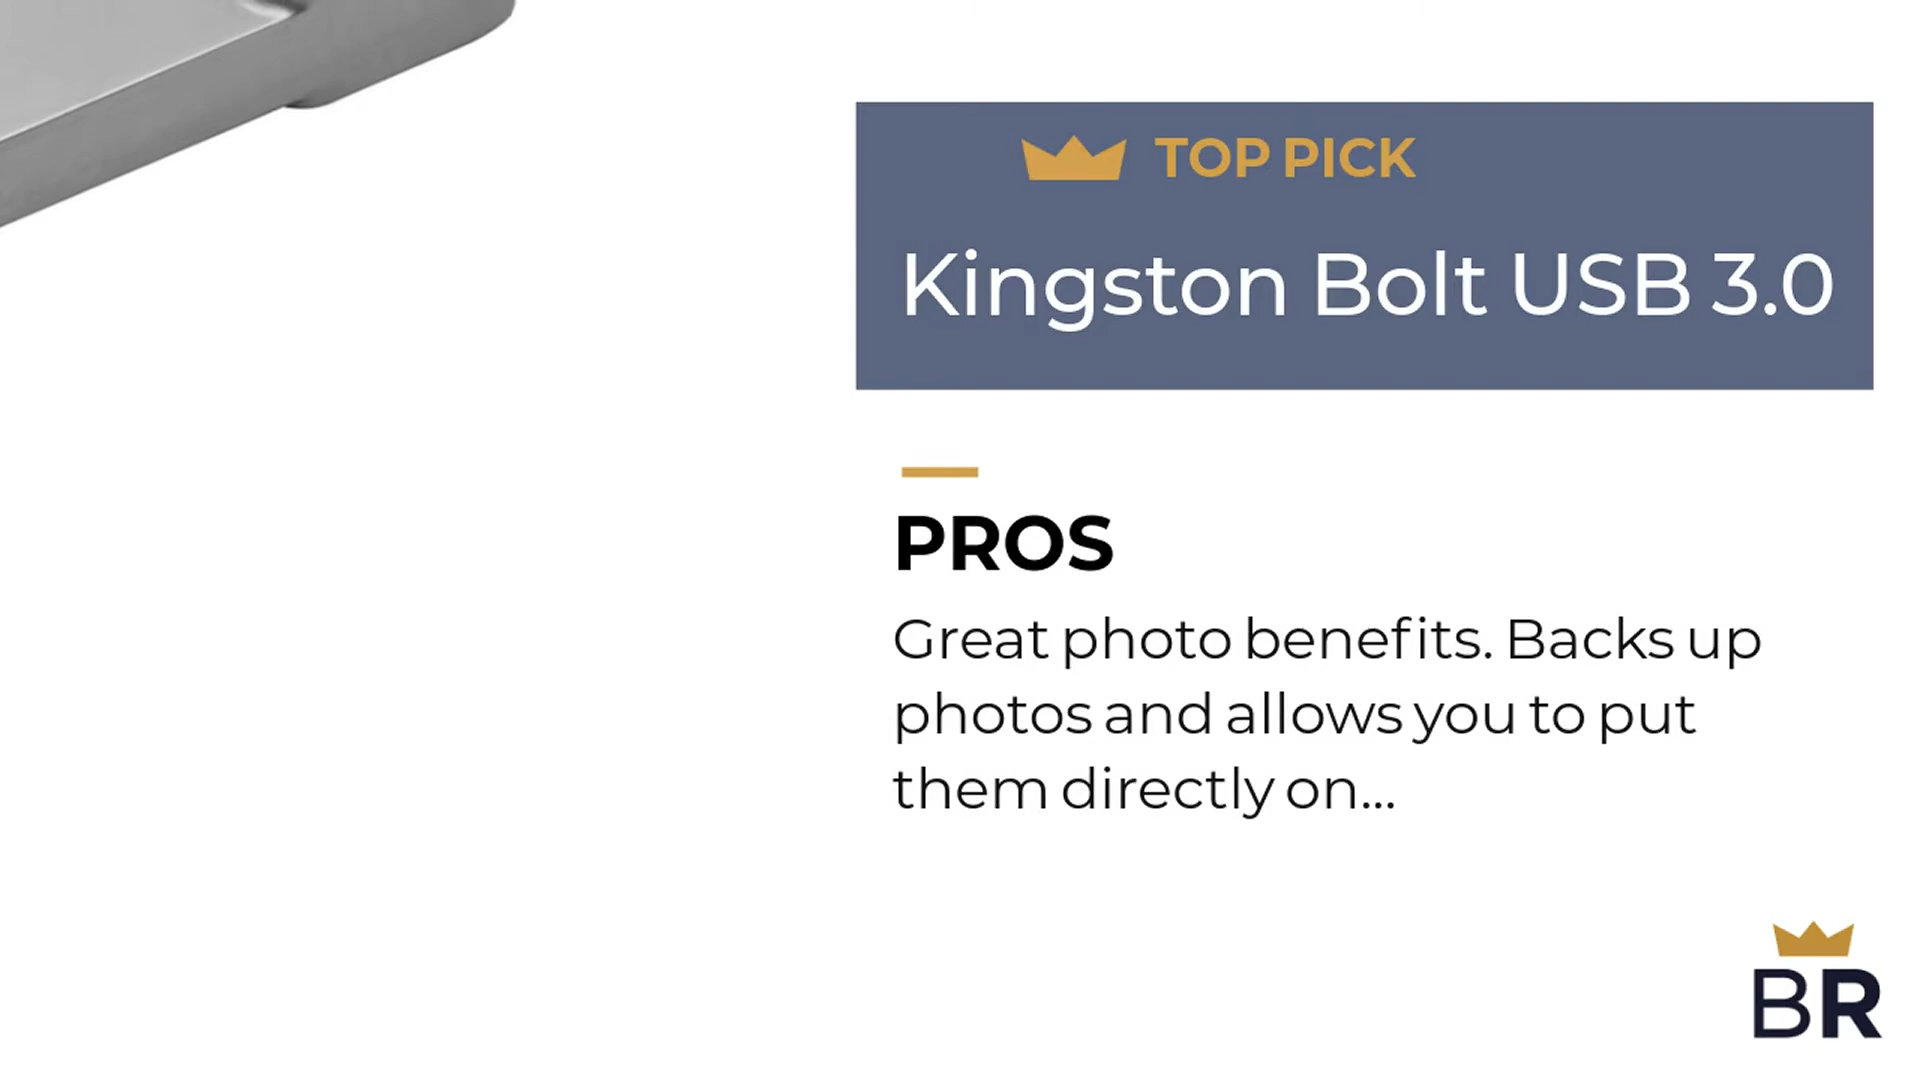 TOP PICK
Kingston Bolt USB 3.0
PROS
Great photo benefits. Backs up
photos and allows you to put
them directly on...
BR